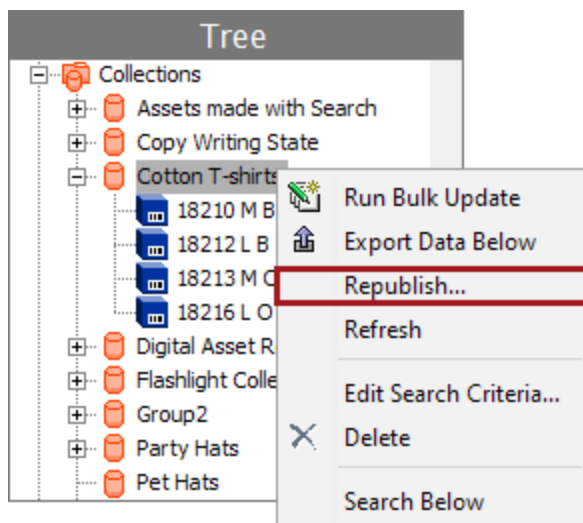 Tree
Collections
Assets made with Search
Copy Writing State
Cotton T-shirts
18210 M B
18212 L B
18213 M
18216 L O
Digital Asset R
Flashlight Colle
Group2
Party Hats
Pet Hats
Run Bulk Update
Export Data Below
Republish...
Refresh
Edit Search Criteria...
Delete
Search Below